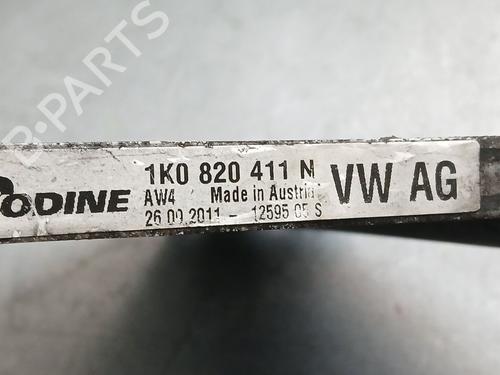 B-PARTS
ODINE
1K0 820 411 N
AW4 Made in Austria
26.09.2011 - 12595 05 S
VW AG